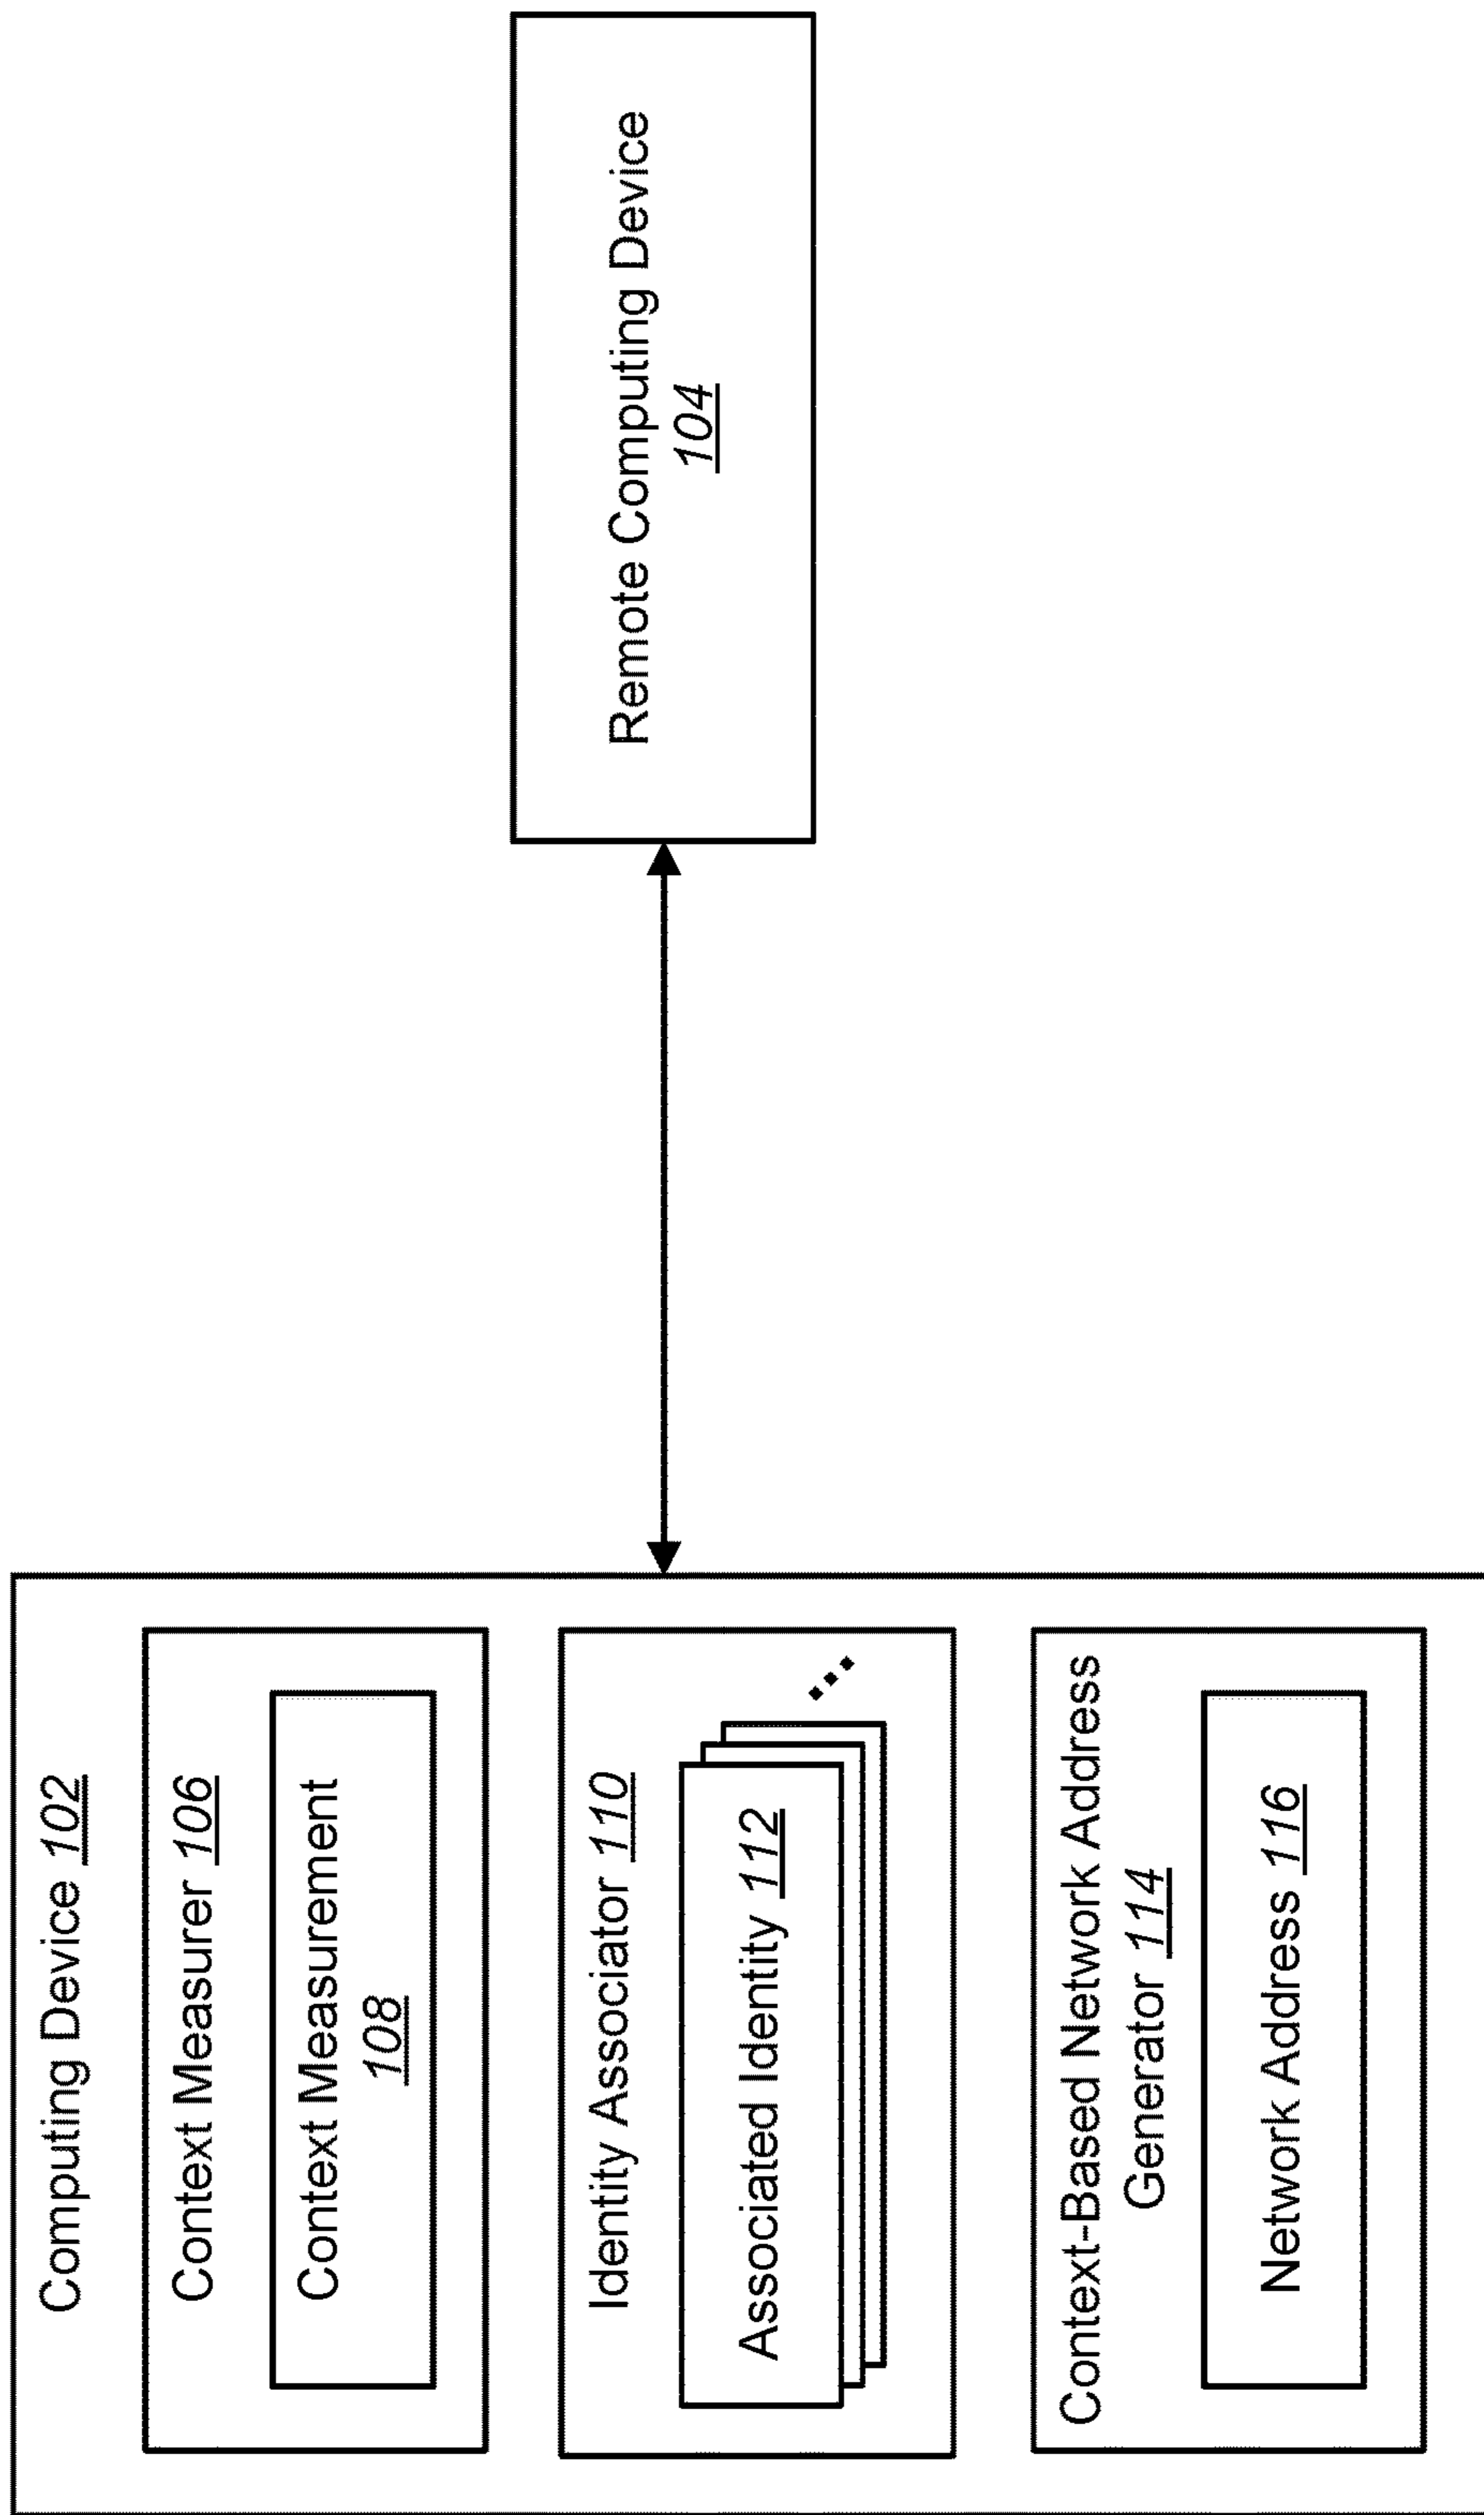 Computing Device 102
Context Measurer 106
Context Measurement
108
Identity Associator 110
Associated Identity 112
Context-Based Network Address
Generator 114
Network Address 116
Remote Computing Device
104